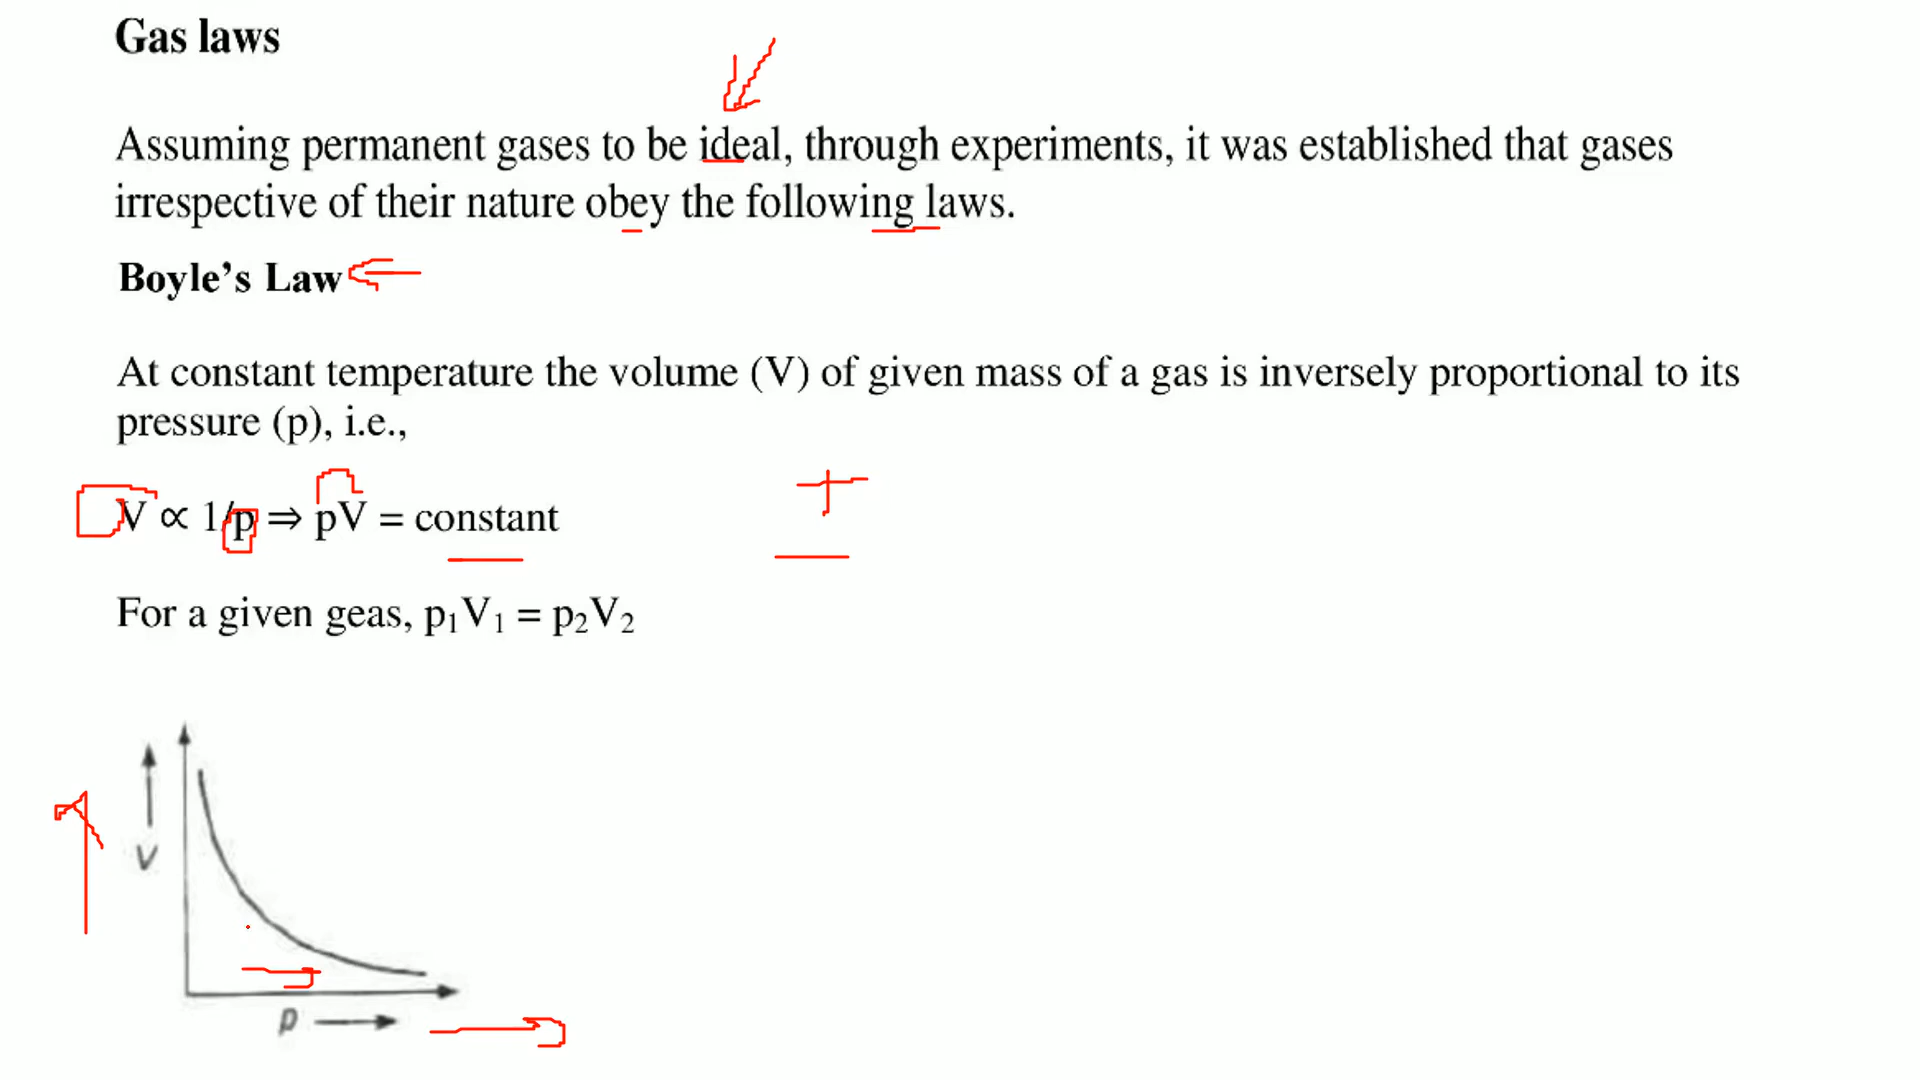 Gas laws
Assuming permanent gases to be ideal, through experiments, it was established that gases
irrespective of their nature obey the following laws.
Boyle’s Law
At constant temperature the volume (V) of given mass of a gas is inversely proportional to its
pressure (p), i.e.,
V ∝ 1/p ⇒ pV = constant
For a given geas, p₁V₁ = p₂V₂
V
p